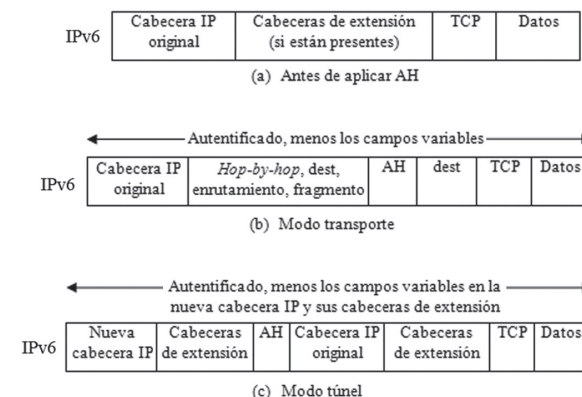 IPv6
Cabecera IP original
Cabeceras de extensión (si están presentes)
TCP
Datos
(a) Antes de aplicar AH
Autentificado, menos los campos variables
IPv6
Cabecera IP original
Hop-by-hop, dest, enrutamiento, fragmento
AH
dest
TCP
Datos
(b) Modo transporte
Autentificado, menos los campos variables en la
nueva cabecera IP y sus cabeceras de extensión
IPv6
Nueva cabecera IP
Cabeceras de extensión
AH
Cabecera IP original
Cabeceras de extensión
TCP
Datos
(c) Modo túnel